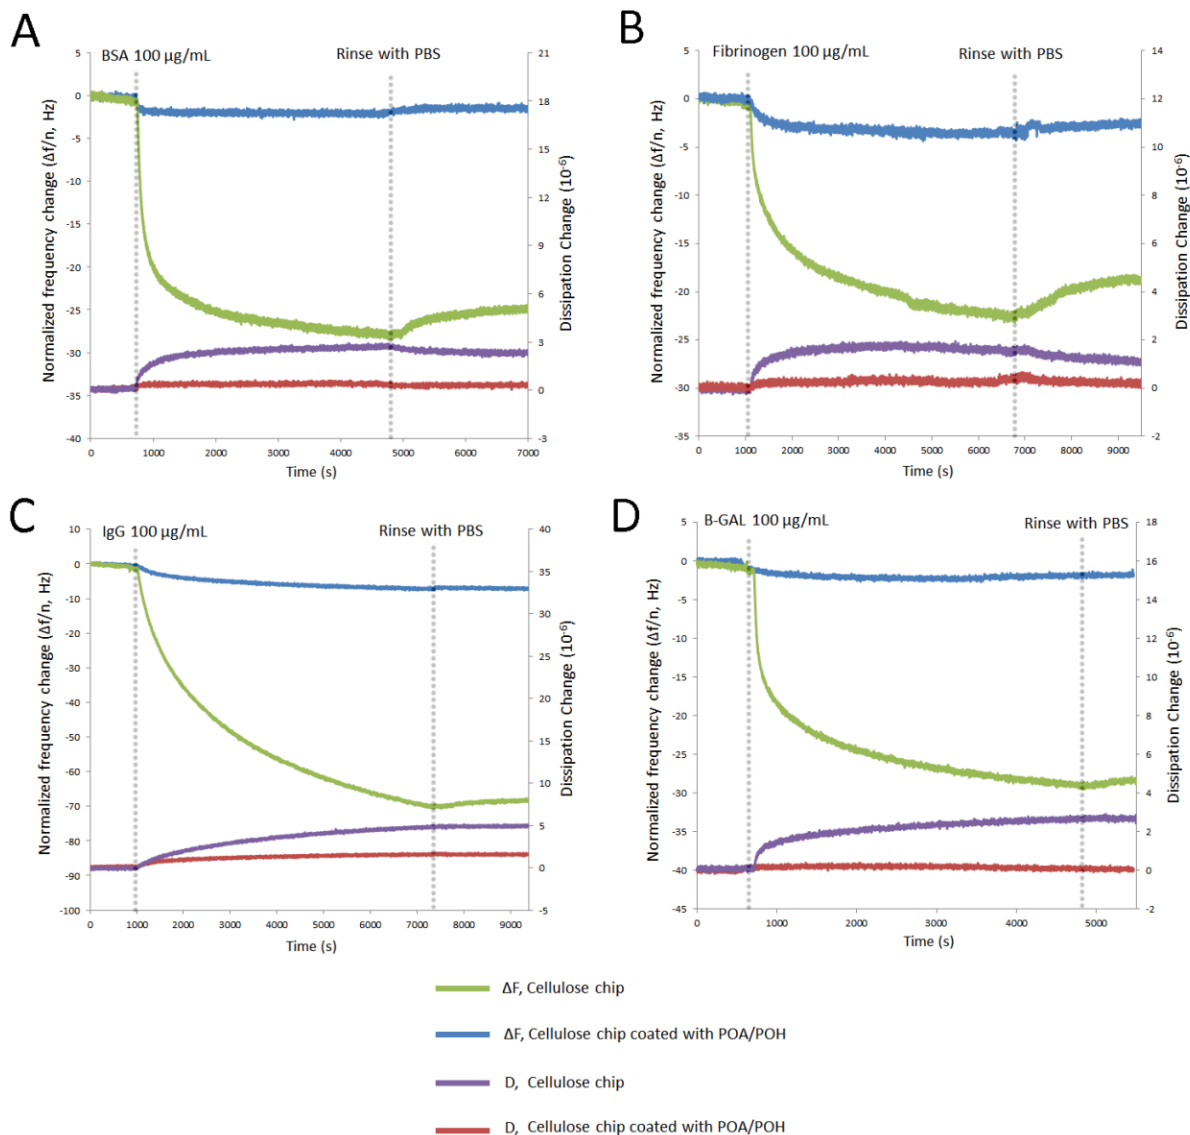 A
BSA 100 µg/mL
Rinse with PBS
Normalized frequency change (Δf/n, Hz)
5
0
-5
-10
-15
-20
-25
-30
-35
-40
21
18
15
12
9
6
3
0
-3
Dissipation Change (10-6)
0 1000 2000 3000 4000 5000 6000 7000
Time (s)
B
Fibrinogen 100 µg/mL
Rinse with PBS
Normalized frequency change (Δf/n, Hz)
5
0
-5
-10
-15
-20
-25
-30
-35
14
12
10
8
6
4
2
0
-2
Dissipation Change (10-6)
0 1000 2000 3000 4000 5000 6000 7000 8000 9000
Time (s)
C
IgG 100 µg/mL
Rinse with PBS
Normalized frequency change (Δf/n, Hz)
10
0
-10
-20
-30
-40
-50
-60
-70
-80
-90
-100
40
35
30
25
20
15
10
5
0
-5
Dissipation Change (10-6)
0 1000 2000 3000 4000 5000 6000 7000 8000 9000
Time (s)
D
B-GAL 100 µg/mL
Rinse with PBS
Normalized frequency change (Δf/n, Hz)
5
0
-5
-10
-15
-20
-25
-30
-35
-40
-45
18
16
14
12
10
8
6
4
2
0
-2
Dissipation Change (10-6)
0 1000 2000 3000 4000 5000
Time (s)
ΔF, Cellulose chip
ΔF, Cellulose chip coated with POA/POH
D, Cellulose chip
D, Cellulose chip coated with POA/POH